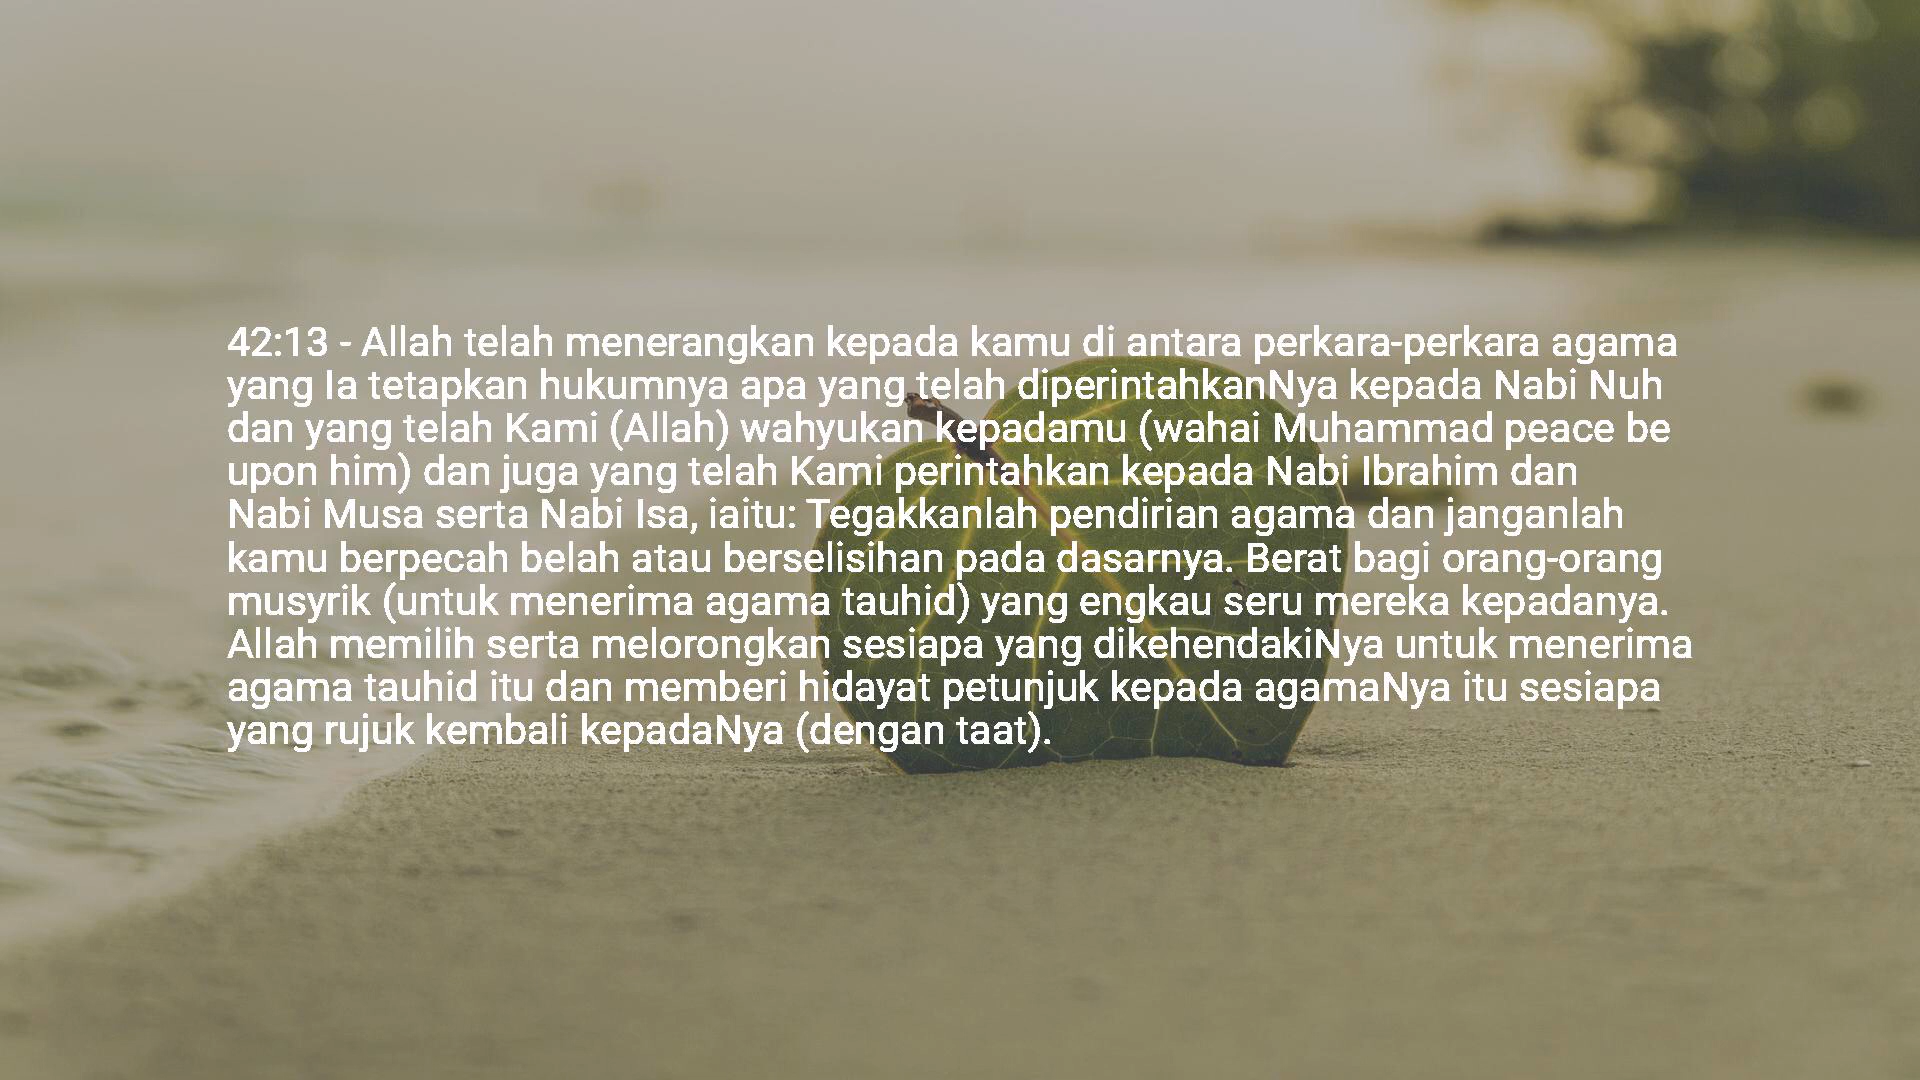 42:13 - Allah telah menerangkan kepada kamu di antara perkara-perkara agama
yang Ia tetapkan hukumnya apa yang telah diperintahkanNya kepada Nabi Nuh
dan yang telah Kami (Allah) wahyukan kepadamu (wahai Muhammad peace be
upon him) dan juga yang telah Kami perintahkan kepada Nabi Ibrahim dan
Nabi Musa serta Nabi Isa, iaitu: Tegakkanlah pendirian agama dan janganlah
kamu berpecah belah atau berselisihan pada dasarnya. Berat bagi orang-orang
musyrik (untuk menerima agama tauhid) yang engkau seru mereka kepadanya.
Allah memilih serta melorongkan sesiapa yang dikehendakiNya untuk menerima
agama tauhid itu dan memberi hidayat petunjuk kepada agamaNya itu sesiapa
yang rujuk kembali kepadaNya (dengan taat).